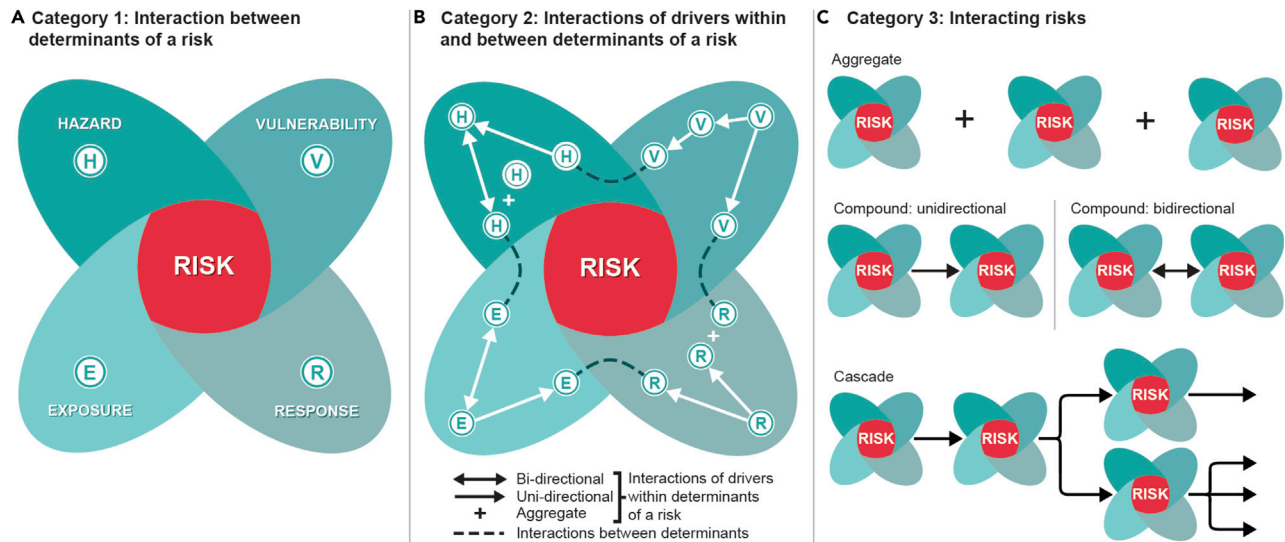 A Category 1: Interaction between
determinants of a risk
HAZARD
H
VULNERABILITY
V
RISK
E
EXPOSURE
R
RESPONSE
B Category 2: Interactions of drivers within
and between determinants of a risk
H
V
V
H
V
H
+
H
V
RISK
E
R
+
R
E
R
E
R
Bi-directional
Uni-directional
+ Aggregate
Interactions of drivers
within determinants
of a risk
Interactions between determinants
C Category 3: Interacting risks
Aggregate
RISK + RISK + RISK
Compound: unidirectional
RISK RISK
Compound: bidirectional
RISK RISK
Cascade
RISK
RISK
RISK
RISK